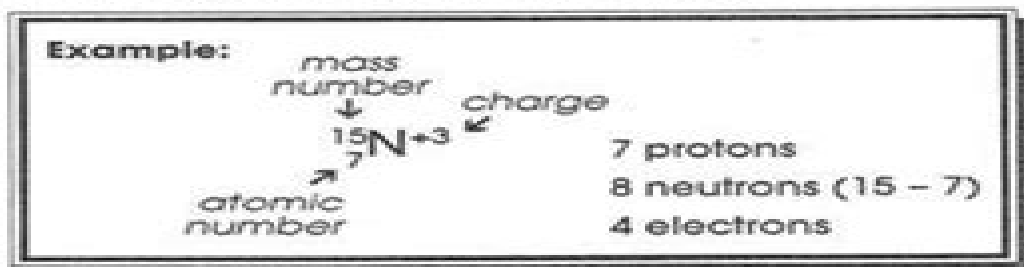 Example:
mass
number
charge
15
7
N+3
atomic
number
7 protons
8 neutrons (15 – 7)
4 electrons